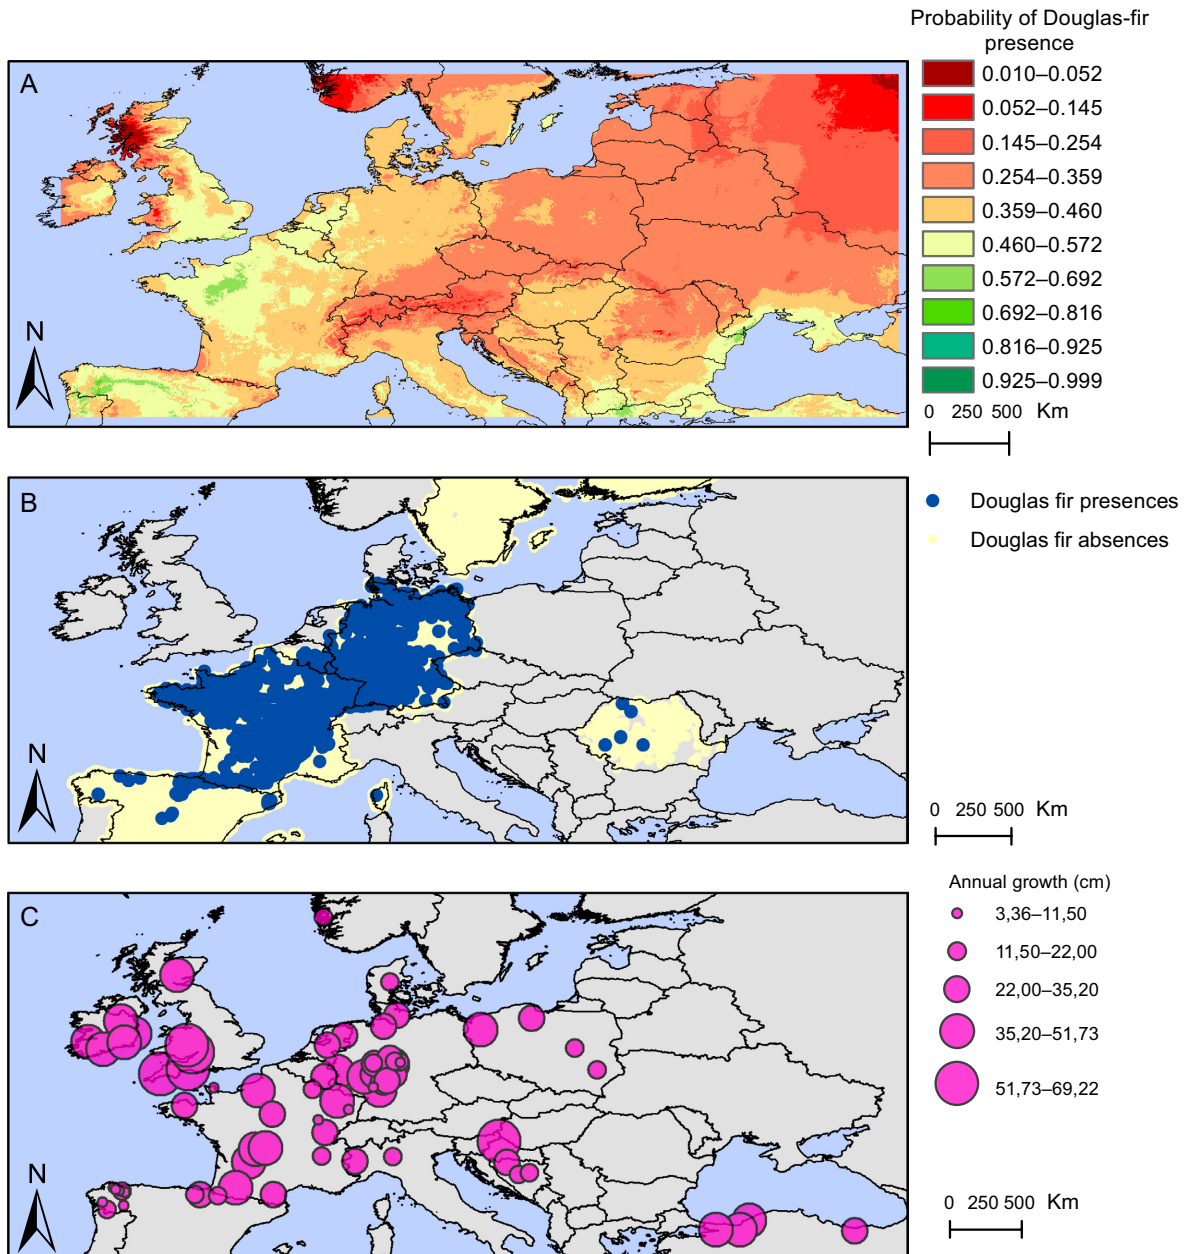 Probability of Douglas-fir
presence
A
0.010–0.052
0.052–0.145
0.145–0.254
0.254–0.359
0.359–0.460
0.460–0.572
0.572–0.692
0.692–0.816
0.816–0.925
0.925–0.999
N
0 250 500 Km
B
Douglas fir presences
Douglas fir absences
N
0 250 500 Km
C
Annual growth (cm)
3,36–11,50
11,50–22,00
22,00–35,20
35,20–51,73
51,73–69,22
N
0 250 500 Km